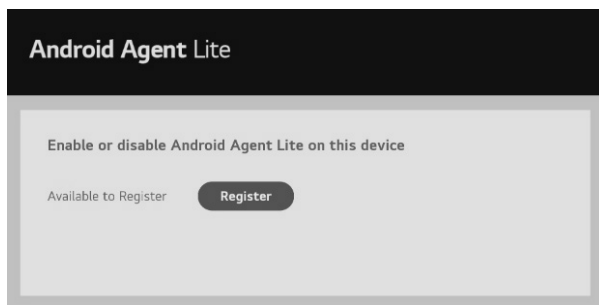 Android Agent Lite
Enable or disable Android Agent Lite on this device
Available to Register
Register